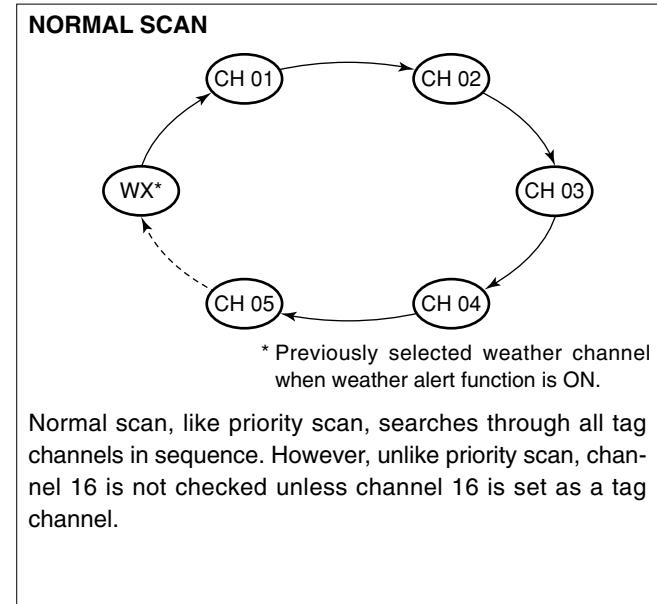 NORMAL SCAN
CH 01
CH 02
WX*
CH 03
CH 05
CH 04
* Previously selected weather channel
when weather alert function is ON.
Normal scan, like priority scan, searches through all tag
channels in sequence. However, unlike priority scan, chan-
nel 16 is not checked unless channel 16 is set as a tag
channel.